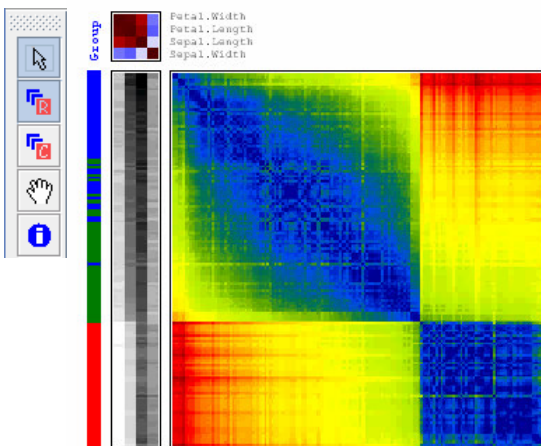 Group
Petal.Width
Petal.Length
Sepal.Length
Sepal.Width
R
C
i